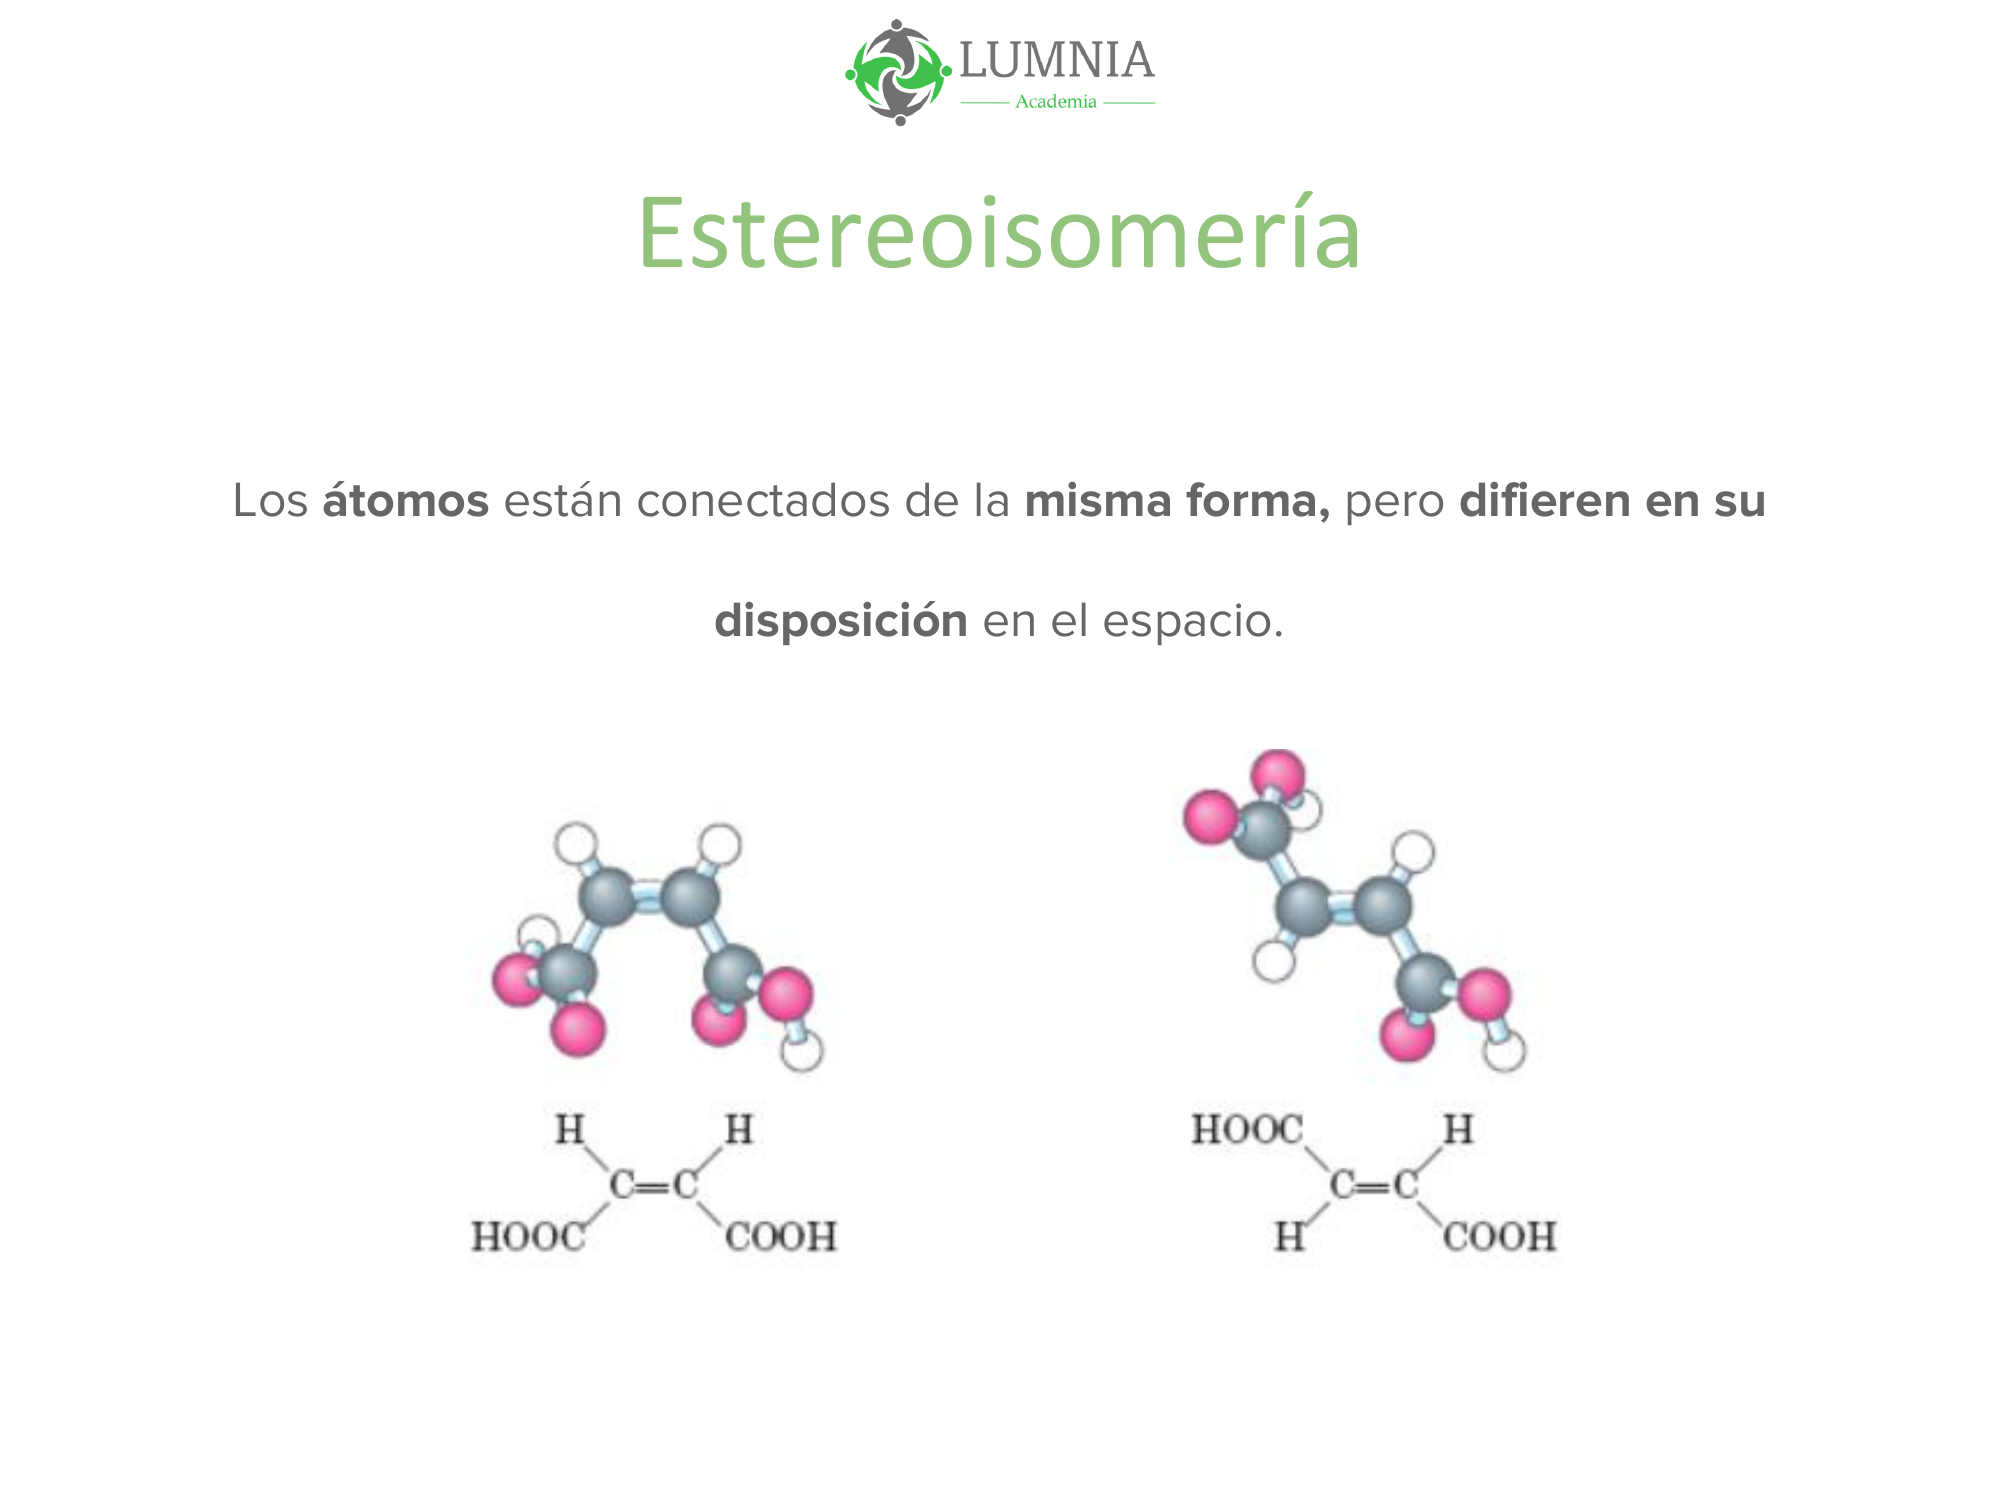 LUMNIA
Academia
Estereoisomería
Los átomos están conectados de la misma forma, pero difieren en su
disposición en el espacio.
H H
C=C
HOOC COOH
HOOC H
C=C
H COOH